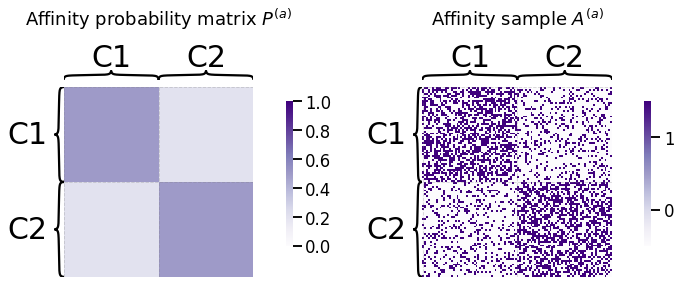 Affinity probability matrix P^(a)
C1 C2
C1
C2
1.0
0.8
0.6
0.4
0.2
0.0
Affinity sample A^(a)
C1 C2
C1
C2
1
0